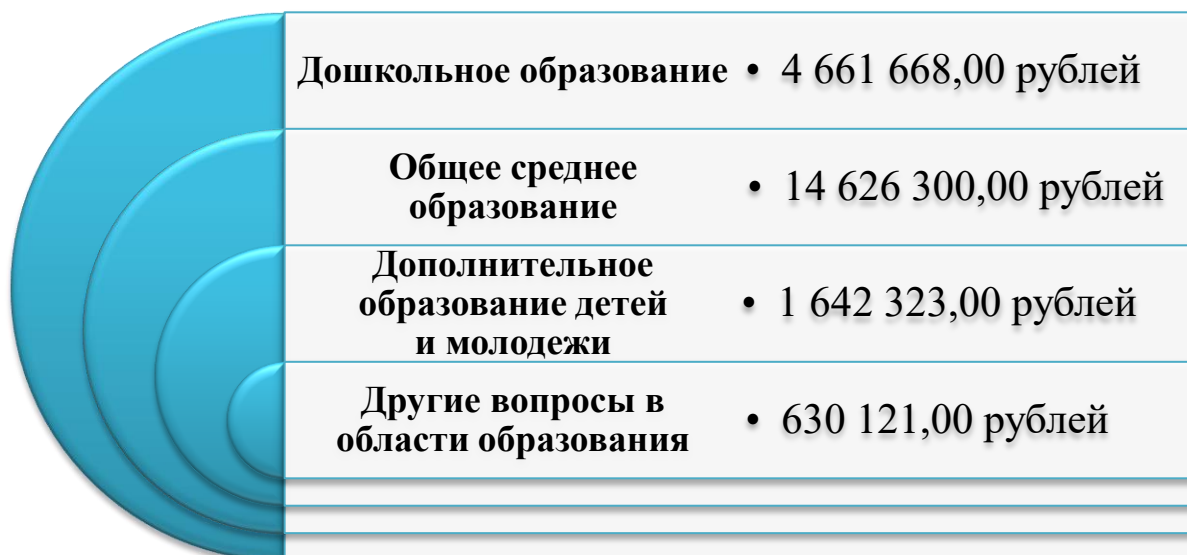 Дошкольное образование • 4 661 668,00 рублей
Общее среднее
образование
• 14 626 300,00 рублей
Дополнительное
образование детей
и молодежи
• 1 642 323,00 рублей
Другие вопросы в
области образования
• 630 121,00 рублей